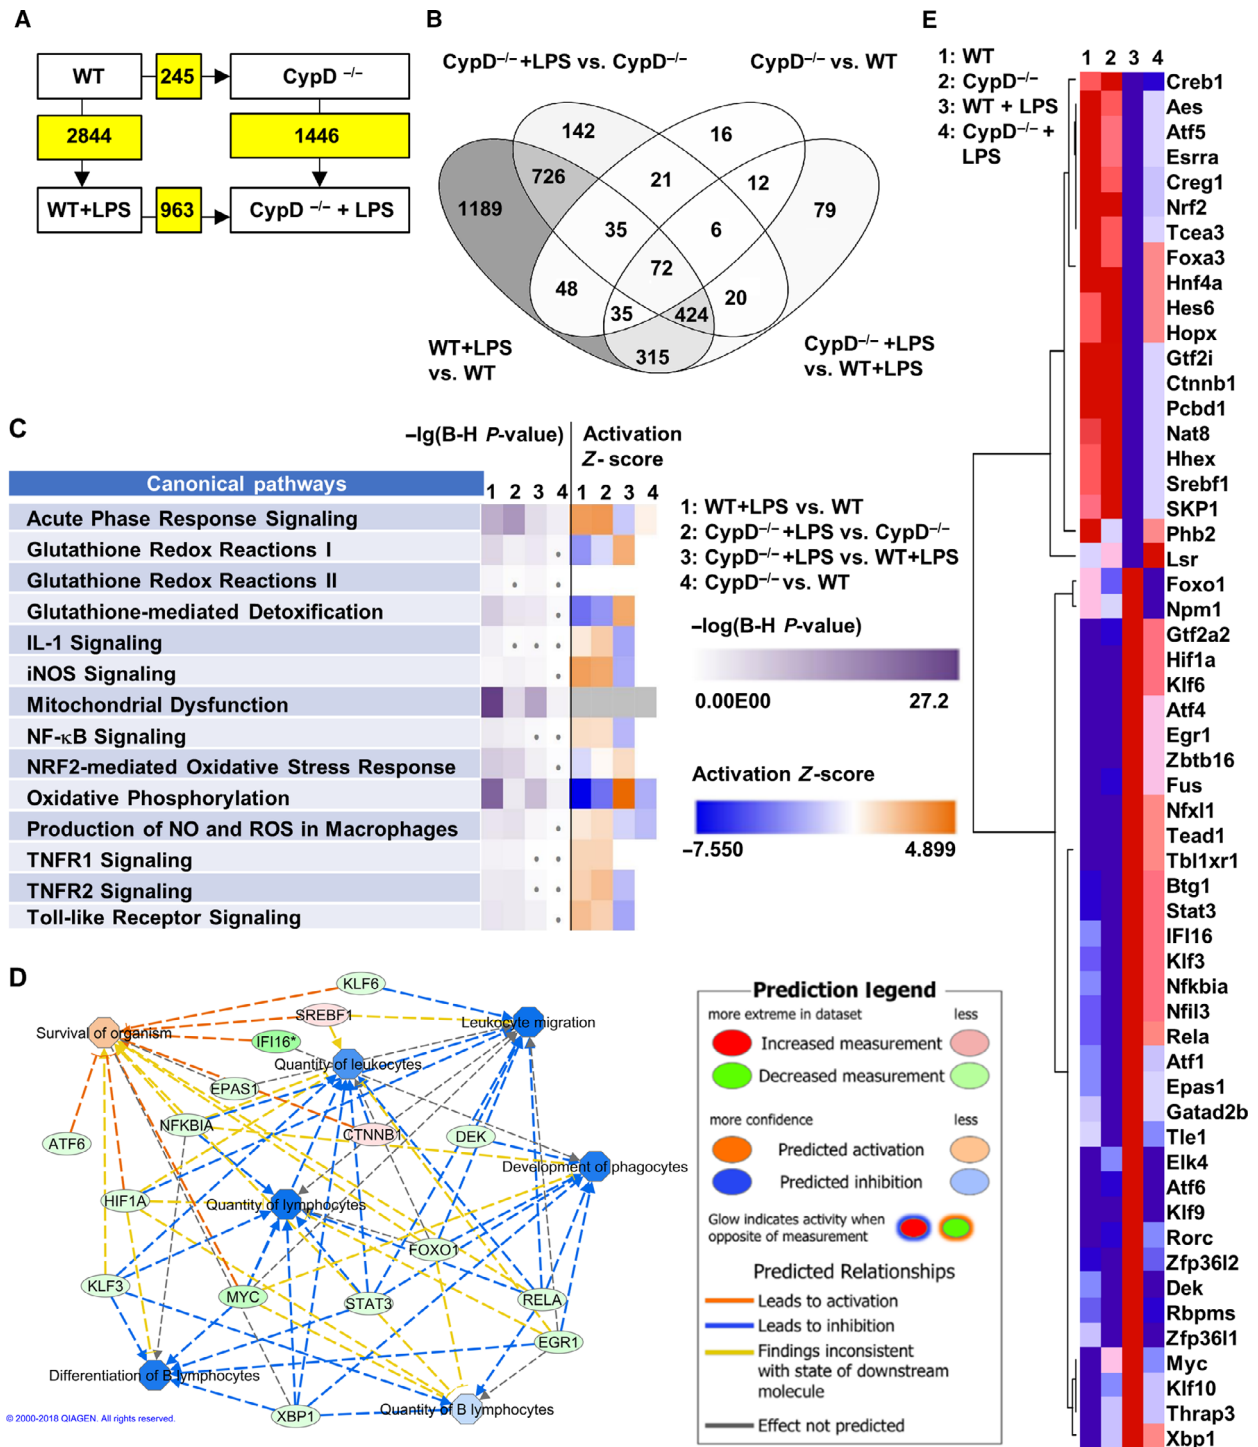 A
WT
245
CypD –/–
2844
1446
WT+LPS
963
CypD –/– + LPS
B
CypD–/– +LPS vs. CypD–/–
CypD–/– vs. WT
142
16
726
21
12
1189
79
35
6
72
48
20
35
424
315
WT+LPS
vs. WT
CypD–/– +LPS
vs. WT+LPS
C
–lg(B-H P-value)
Activation
Z- score
Canonical pathways
1 2 3 4 1 2 3 4
Acute Phase Response Signaling
Glutathione Redox Reactions I
Glutathione Redox Reactions II
Glutathione-mediated Detoxification
IL-1 Signaling
iNOS Signaling
Mitochondrial Dysfunction
NF-κB Signaling
NRF2-mediated Oxidative Stress Response
Oxidative Phosphorylation
Production of NO and ROS in Macrophages
TNFR1 Signaling
TNFR2 Signaling
Toll-like Receptor Signaling
1: WT+LPS vs. WT
2: CypD–/– +LPS vs. CypD–/–
3: CypD–/– +LPS vs. WT+LPS
4: CypD–/– vs. WT
–log(B-H P-value)
0.00E00 27.2
Activation Z-score
–7.550 4.899
D
KLF6
SREBF1
Survival of organism
Leukocyte migration
IFI16*
Quantity of leukocytes
EPAS1
NFKBIA
CTNNB1
DEK
ATF6
Development of phagocytes
HIF1A
Quantity of lymphocytes
FOXO1
KLF3
MYC
STAT3
RELA
EGR1
Differentiation of B lymphocytes
XBP1
Quantity of B lymphocytes
© 2000-2018 QIAGEN. All rights reserved.
Prediction legend
more extreme in dataset less
Increased measurement
Decreased measurement
more confidence less
Predicted activation
Predicted inhibition
Glow indicates activity when
opposite of measurement
Predicted Relationships
Leads to activation
Leads to inhibition
Findings inconsistent
with state of downstream
molecule
Effect not predicted
E
1: WT
2: CypD–/–
3: WT + LPS
4: CypD–/– +
LPS
1 2 3 4
Creb1
Aes
Atf5
Esrra
Creg1
Nrf2
Tcea3
Foxa3
Hnf4a
Hes6
Hopx
Gtf2i
Ctnnb1
Pcbd1
Nat8
Hhex
Srebf1
SKP1
Phb2
Lsr
Foxo1
Npm1
Gtf2a2
Hif1a
Klf6
Atf4
Egr1
Zbtb16
Fus
Nfxl1
Tead1
Tbl1xr1
Btg1
Stat3
IFI16
Klf3
Nfkbia
Nfil3
Rela
Atf1
Epas1
Gatad2b
Tle1
Elk4
Atf6
Klf9
Rorc
Zfp36l2
Dek
Rbpms
Zfp36l1
Myc
Klf10
Thrap3
Xbp1